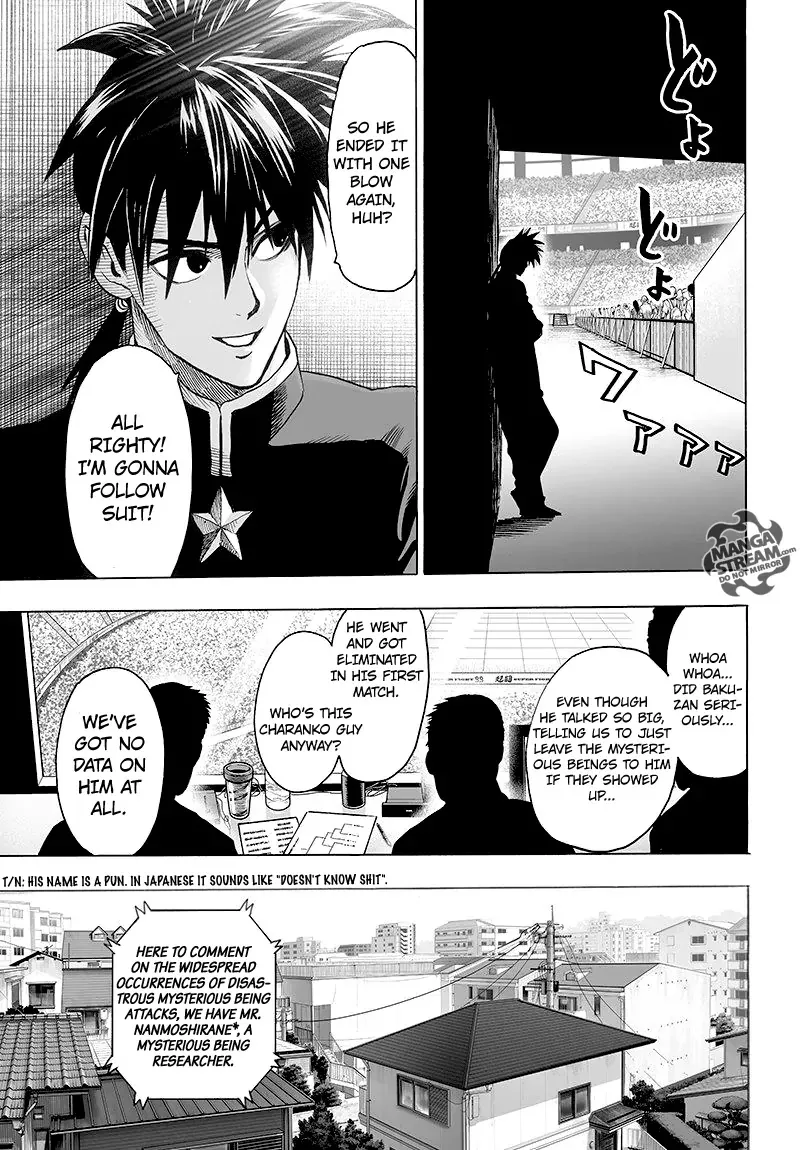 どよ
どよ
ワァァァ
SO HE
ENDED IT
WITH ONE
BLOW
AGAIN,
HUH?
ALL
RIGHTY!
I'M GONNA
FOLLOW
SUIT!
MANGA
STREAM.COM
DO NOT MIRROR
WHOA
WHOA...
DID BAKU-
ZAN SERI-
OUSLY...
EVEN THOUGH
HE TALKED SO BIG,
TELLING US TO JUST
LEAVE THE MYSTERI-
OUS BEINGS TO HIM
IF THEY SHOWED
UP...
HE WENT
AND GOT
ELIMINATED
IN HIS FIRST
MATCH.
WHO'S THIS
CHARANKO GUY
ANYWAY?
WE'VE
GOT NO
DATA ON
HIM AT
ALL.
T/N: HIS NAME IS A PUN. IN JAPANESE IT SOUNDS LIKE "DOESN'T KNOW SHIT".
HERE TO COMMENT
ON THE WIDESPREAD
OCCURRENCES OF DISAS-
TROUS MYSTERIOUS BEING
ATTACKS, WE HAVE MR.
NANMOSHIRANE*, A
MYSTERIOUS BEING
RESEARCHER.